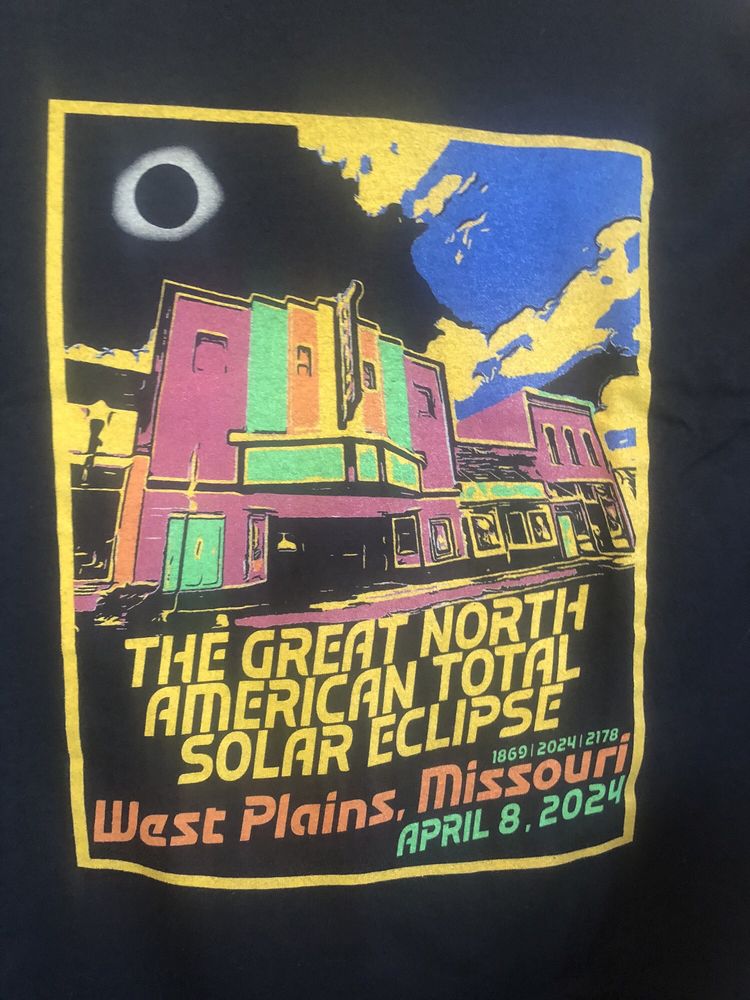 THE GREAT NORTH
AMERICAN TOTAL
SOLAR ECLIPSE
1869 | 2024 | 2178
West Plains, Missouri
APRIL 8, 2024